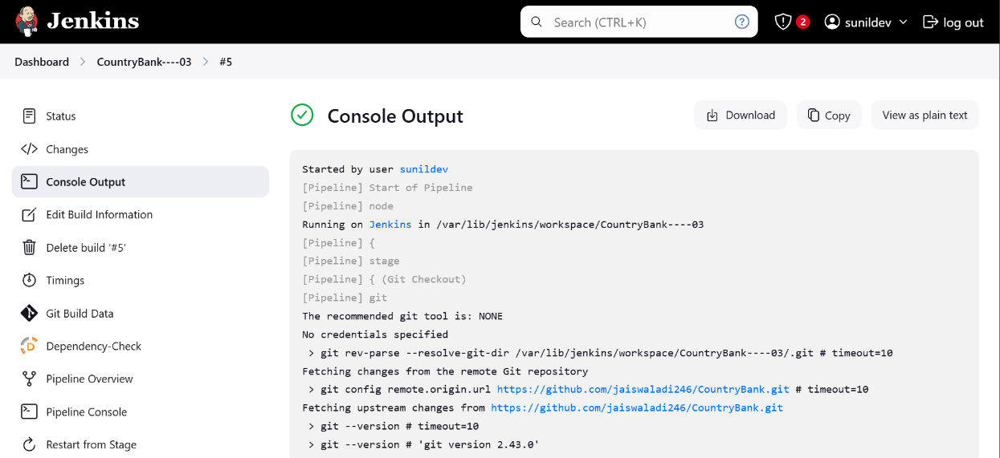 Jenkins
Search (CTRL+K)
?
2
sunildev
log out
Dashboard
CountryBank----03
#5
Status
Changes
Console Output
Edit Build Information
Delete build ‘#5’
Timings
Git Build Data
Dependency-Check
Pipeline Overview
Pipeline Console
Restart from Stage
Console Output
Download
Copy
View as plain text
Started by user sunildev
[Pipeline] Start of Pipeline
[Pipeline] node
Running on Jenkins in /var/lib/jenkins/workspace/CountryBank----03
[Pipeline] {
[Pipeline] stage
[Pipeline] { (Git Checkout)
[Pipeline] git
The recommended git tool is: NONE
No credentials specified
> git rev-parse --resolve-git-dir /var/lib/jenkins/workspace/CountryBank----03/.git # timeout=10
Fetching changes from the remote Git repository
> git config remote.origin.url https://github.com/jaiswaladi246/CountryBank.git # timeout=10
Fetching upstream changes from https://github.com/jaiswaladi246/CountryBank.git
> git --version # timeout=10
> git --version # 'git version 2.43.0'